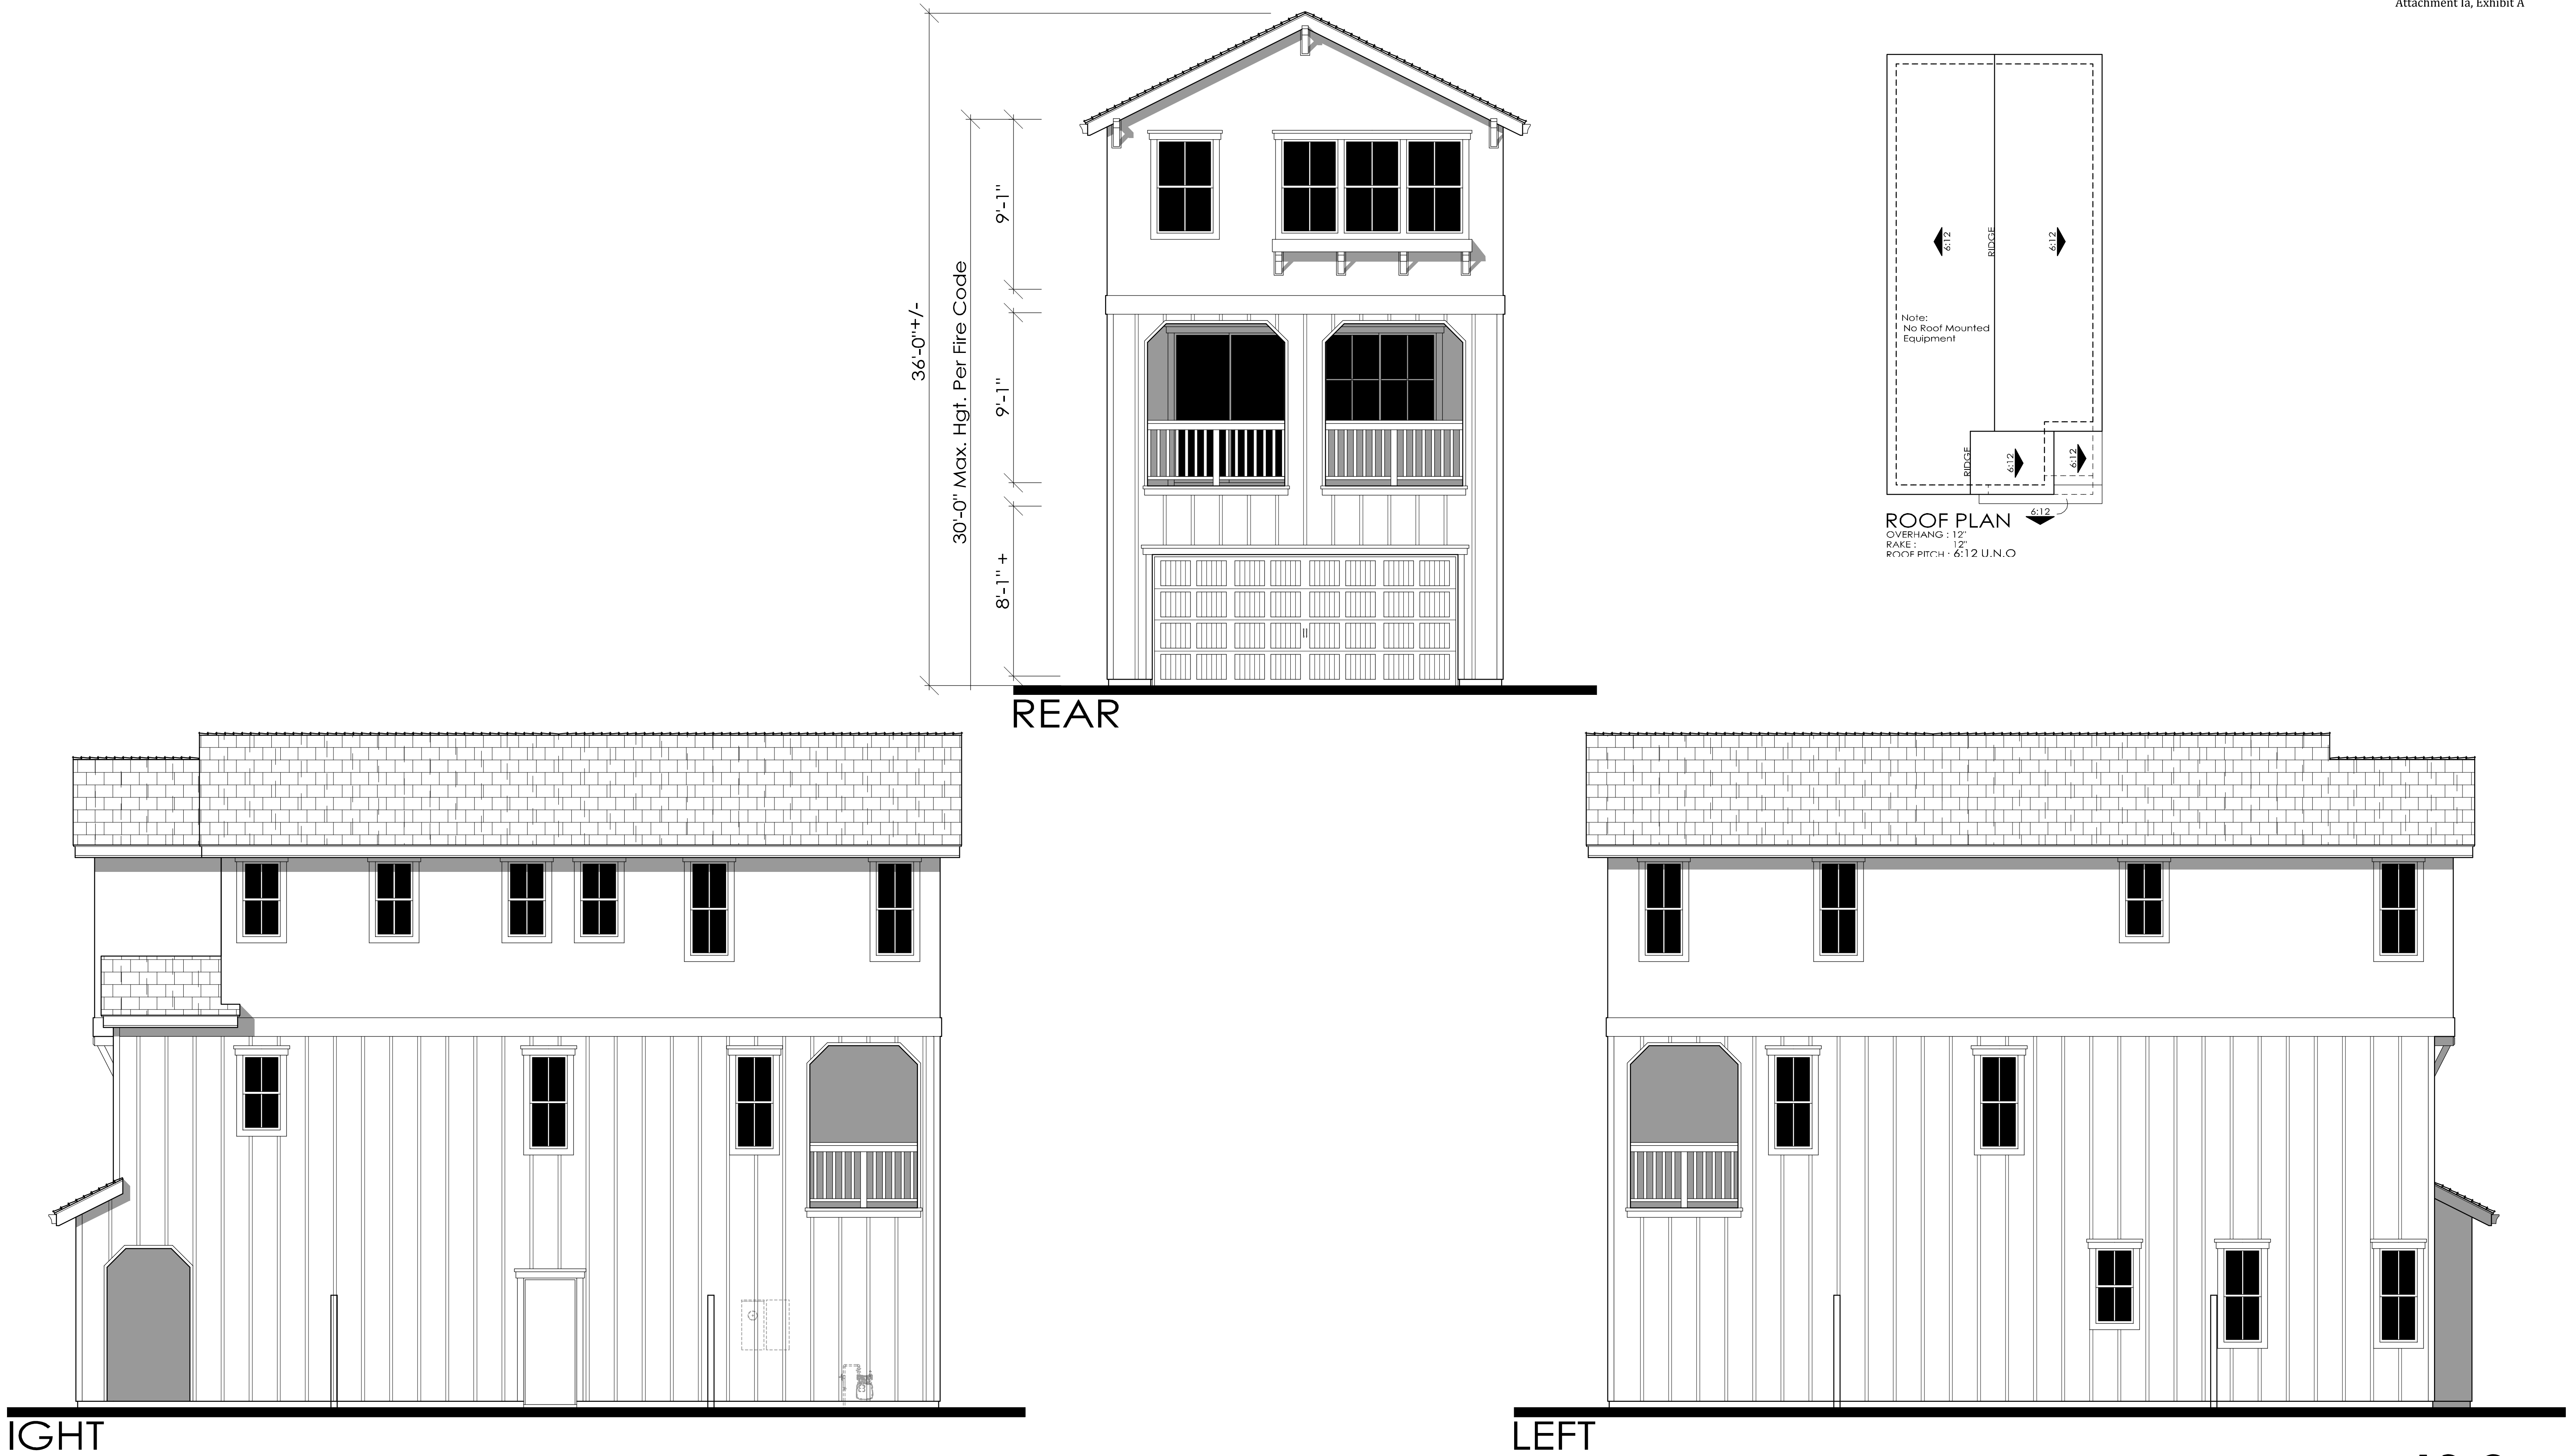 Attachment Ia, Exhibit A
36'-0"+/-
30'-0" Max. Hgt. Per Fire Code
9'-1"
9'-1"
8'-1" +
REAR
6:12
RIDGE
6:12
Note:
No Roof Mounted
Equipment
RIDGE
6:12
6:12
6:12
ROOF PLAN
OVERHANG : 12"
RAKE : 12"
ROOF PITCH : 6:12 U.N.O
IGHT
LEFT